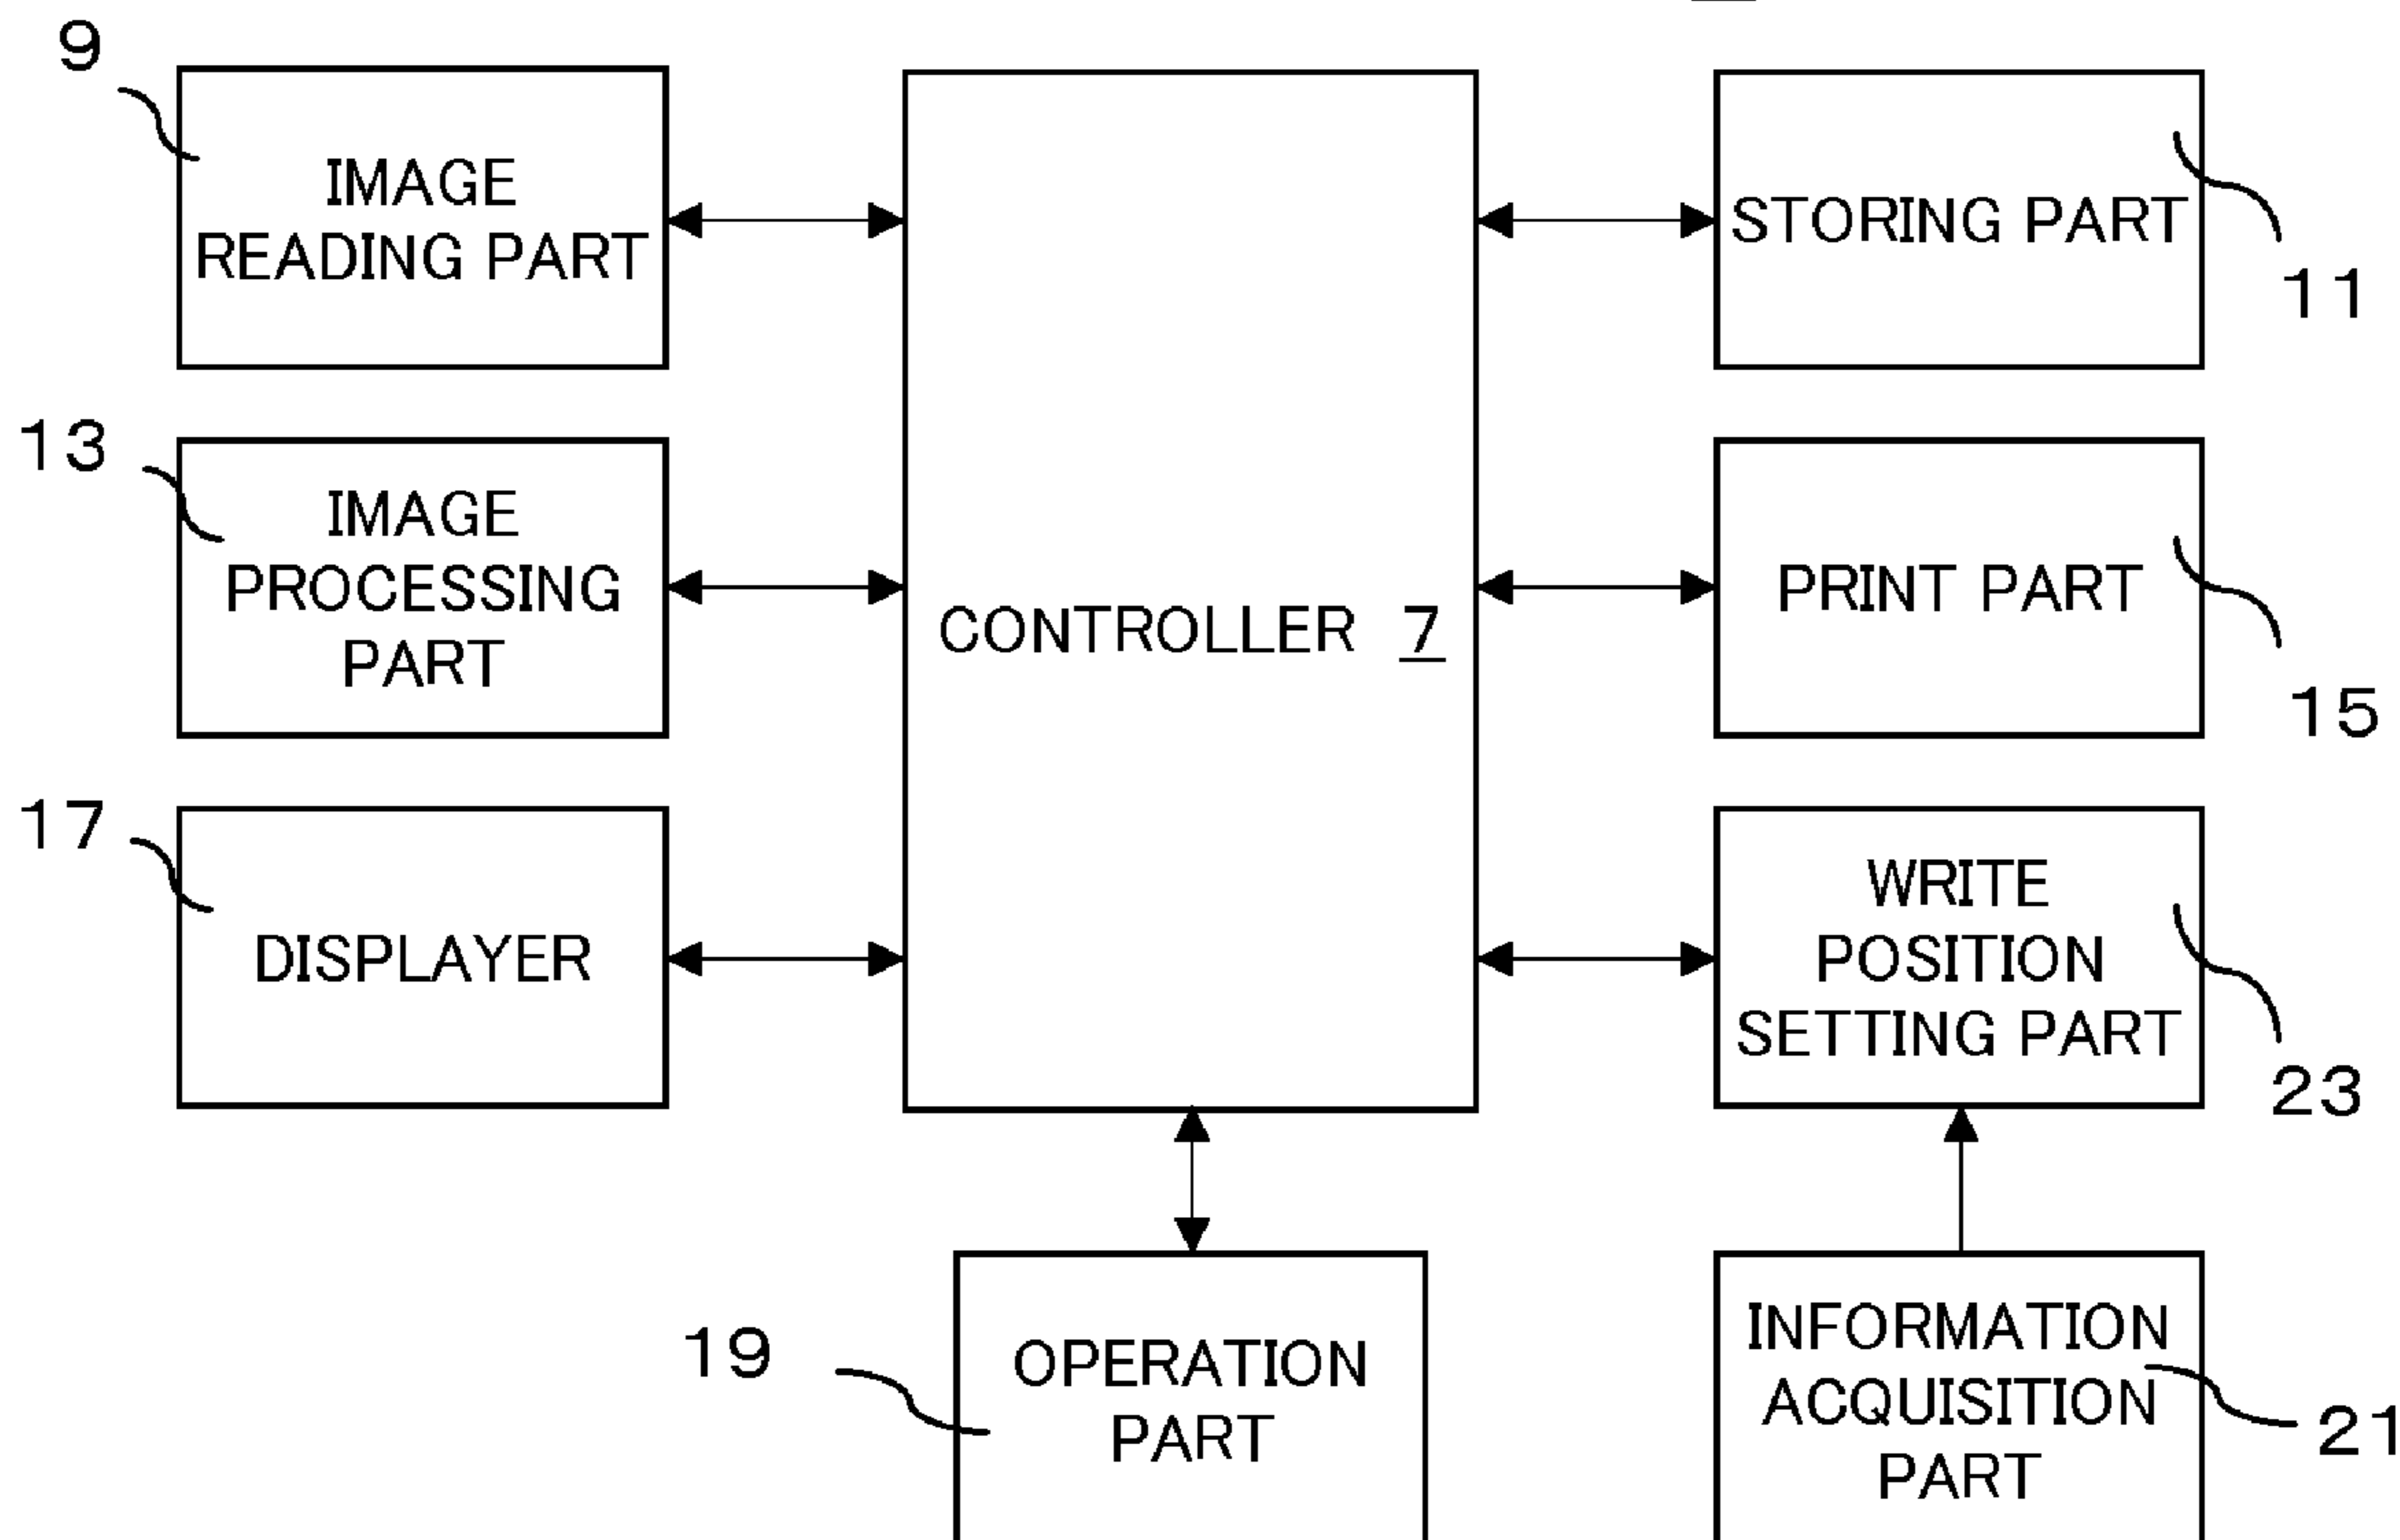 9
IMAGE
READING PART
STORING PART
11
13
IMAGE
PROCESSING
PART
CONTROLLER 7
PRINT PART
15
17
DISPLAYER
WRITE
POSITION
SETTING PART
23
19
OPERATION
PART
INFORMATION
ACQUISITION
PART
21